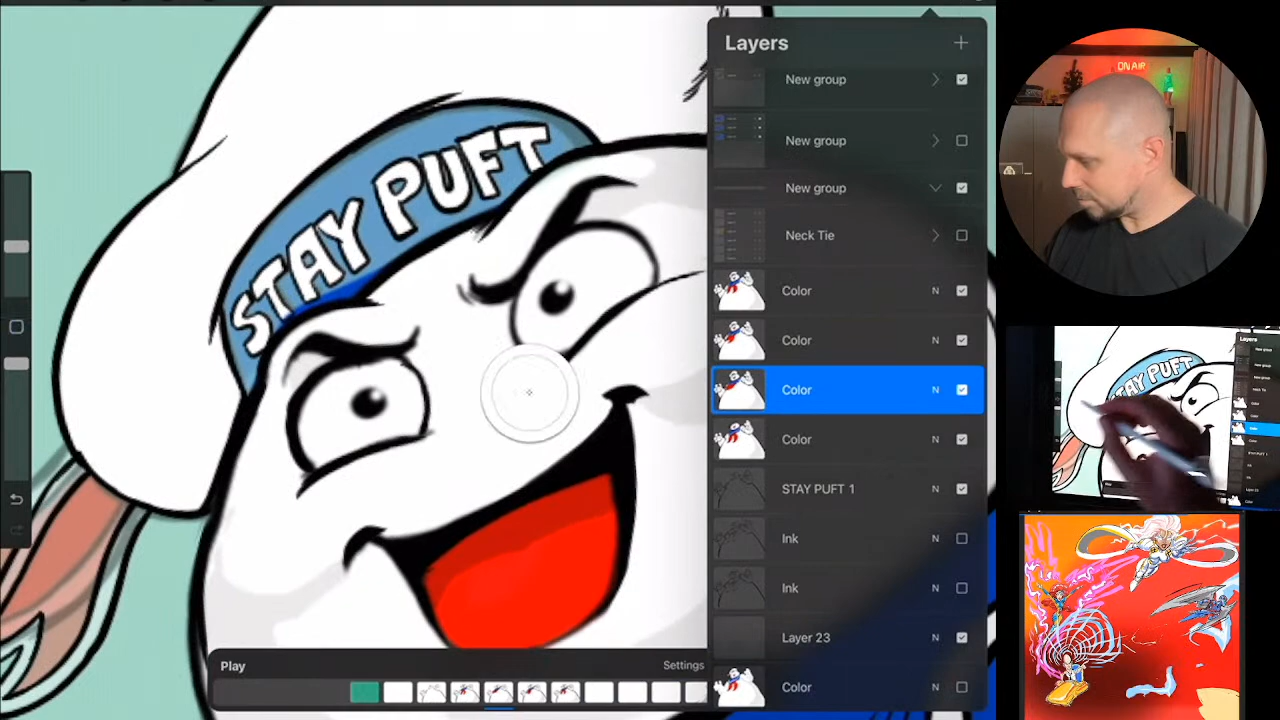 Layers
New group
New group
New group
Neck Tie
Color N
Color N
Color N
Color N
STAY PUFT 1 N
Ink N
Ink N
Layer 23 N
Color N
STAY PUFT
Play Settings
ON AIR
Layers
STAY PUFT